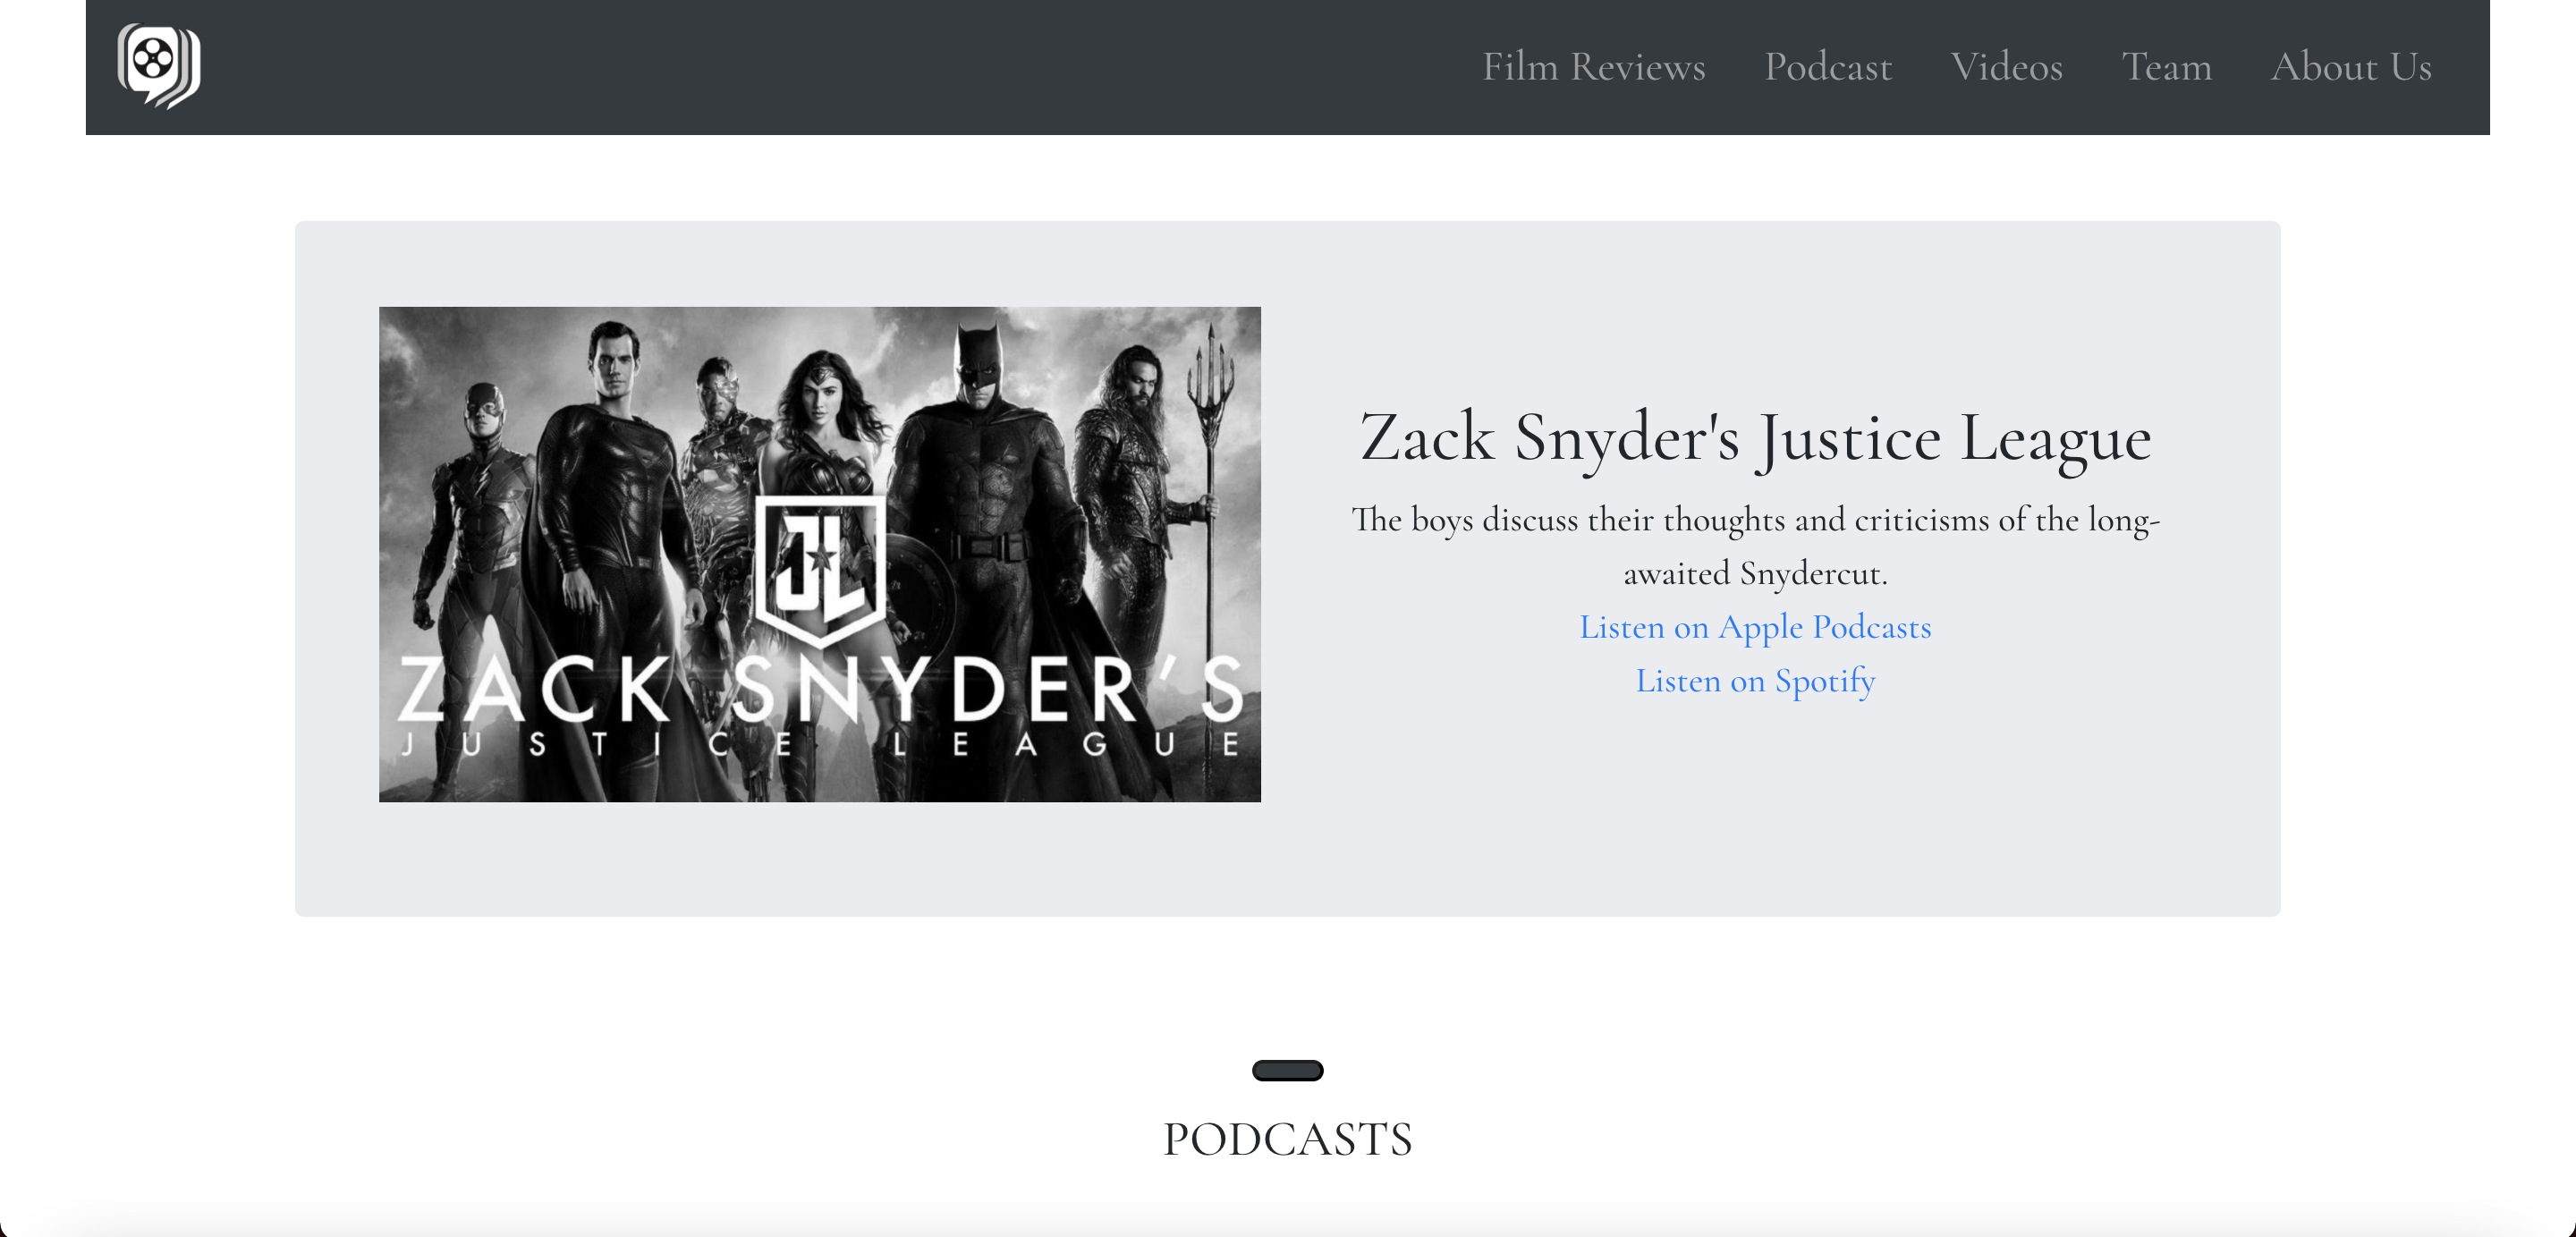 Film Reviews Podcast Videos Team About Us
JL
ZACK SNYDER'S
JUSTICE LEAGUE
Zack Snyder's Justice League
The boys discuss their thoughts and criticisms of the long-
awaited Snydercut.
Listen on Apple Podcasts
Listen on Spotify
PODCASTS